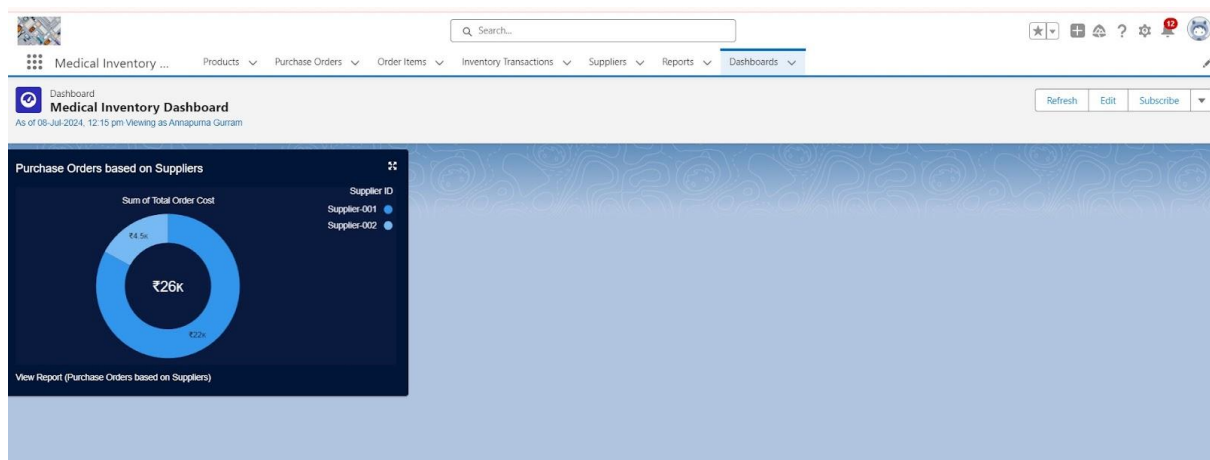 Search...
12
Medical Inventory ... Products Purchase Orders Order Items Inventory Transactions Suppliers Reports Dashboards
Dashboard
Medical Inventory Dashboard
As of 08-Jul-2024, 12:15 pm Viewing as Annapurna Gurram
Refresh Edit Subscribe
Purchase Orders based on Suppliers
Sum of Total Order Cost
Supplier ID
Supplier-001
Supplier-002
₹4.5K
₹26K
₹22K
View Report (Purchase Orders based on Suppliers)